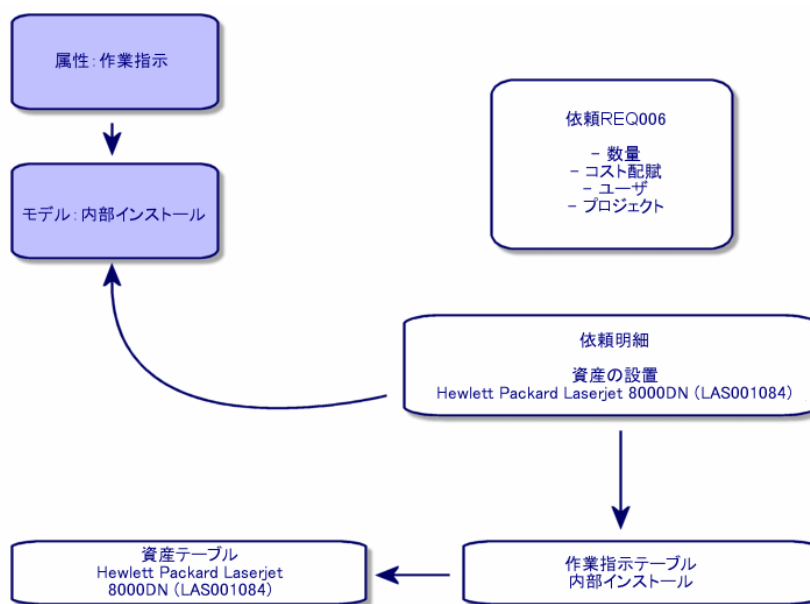 属性:作業指示
モデル:内部インストール
依頼REQ006
- 数量
- コスト配賦
- ユーザ
- プロジェクト
依頼明細
資産の設置
Hewlett Packard Laserjet 8000DN (LAS001084)
作業指示テーブル
内部インストール
資産テーブル
Hewlett Packard Laserjet
8000DN (LAS001084)